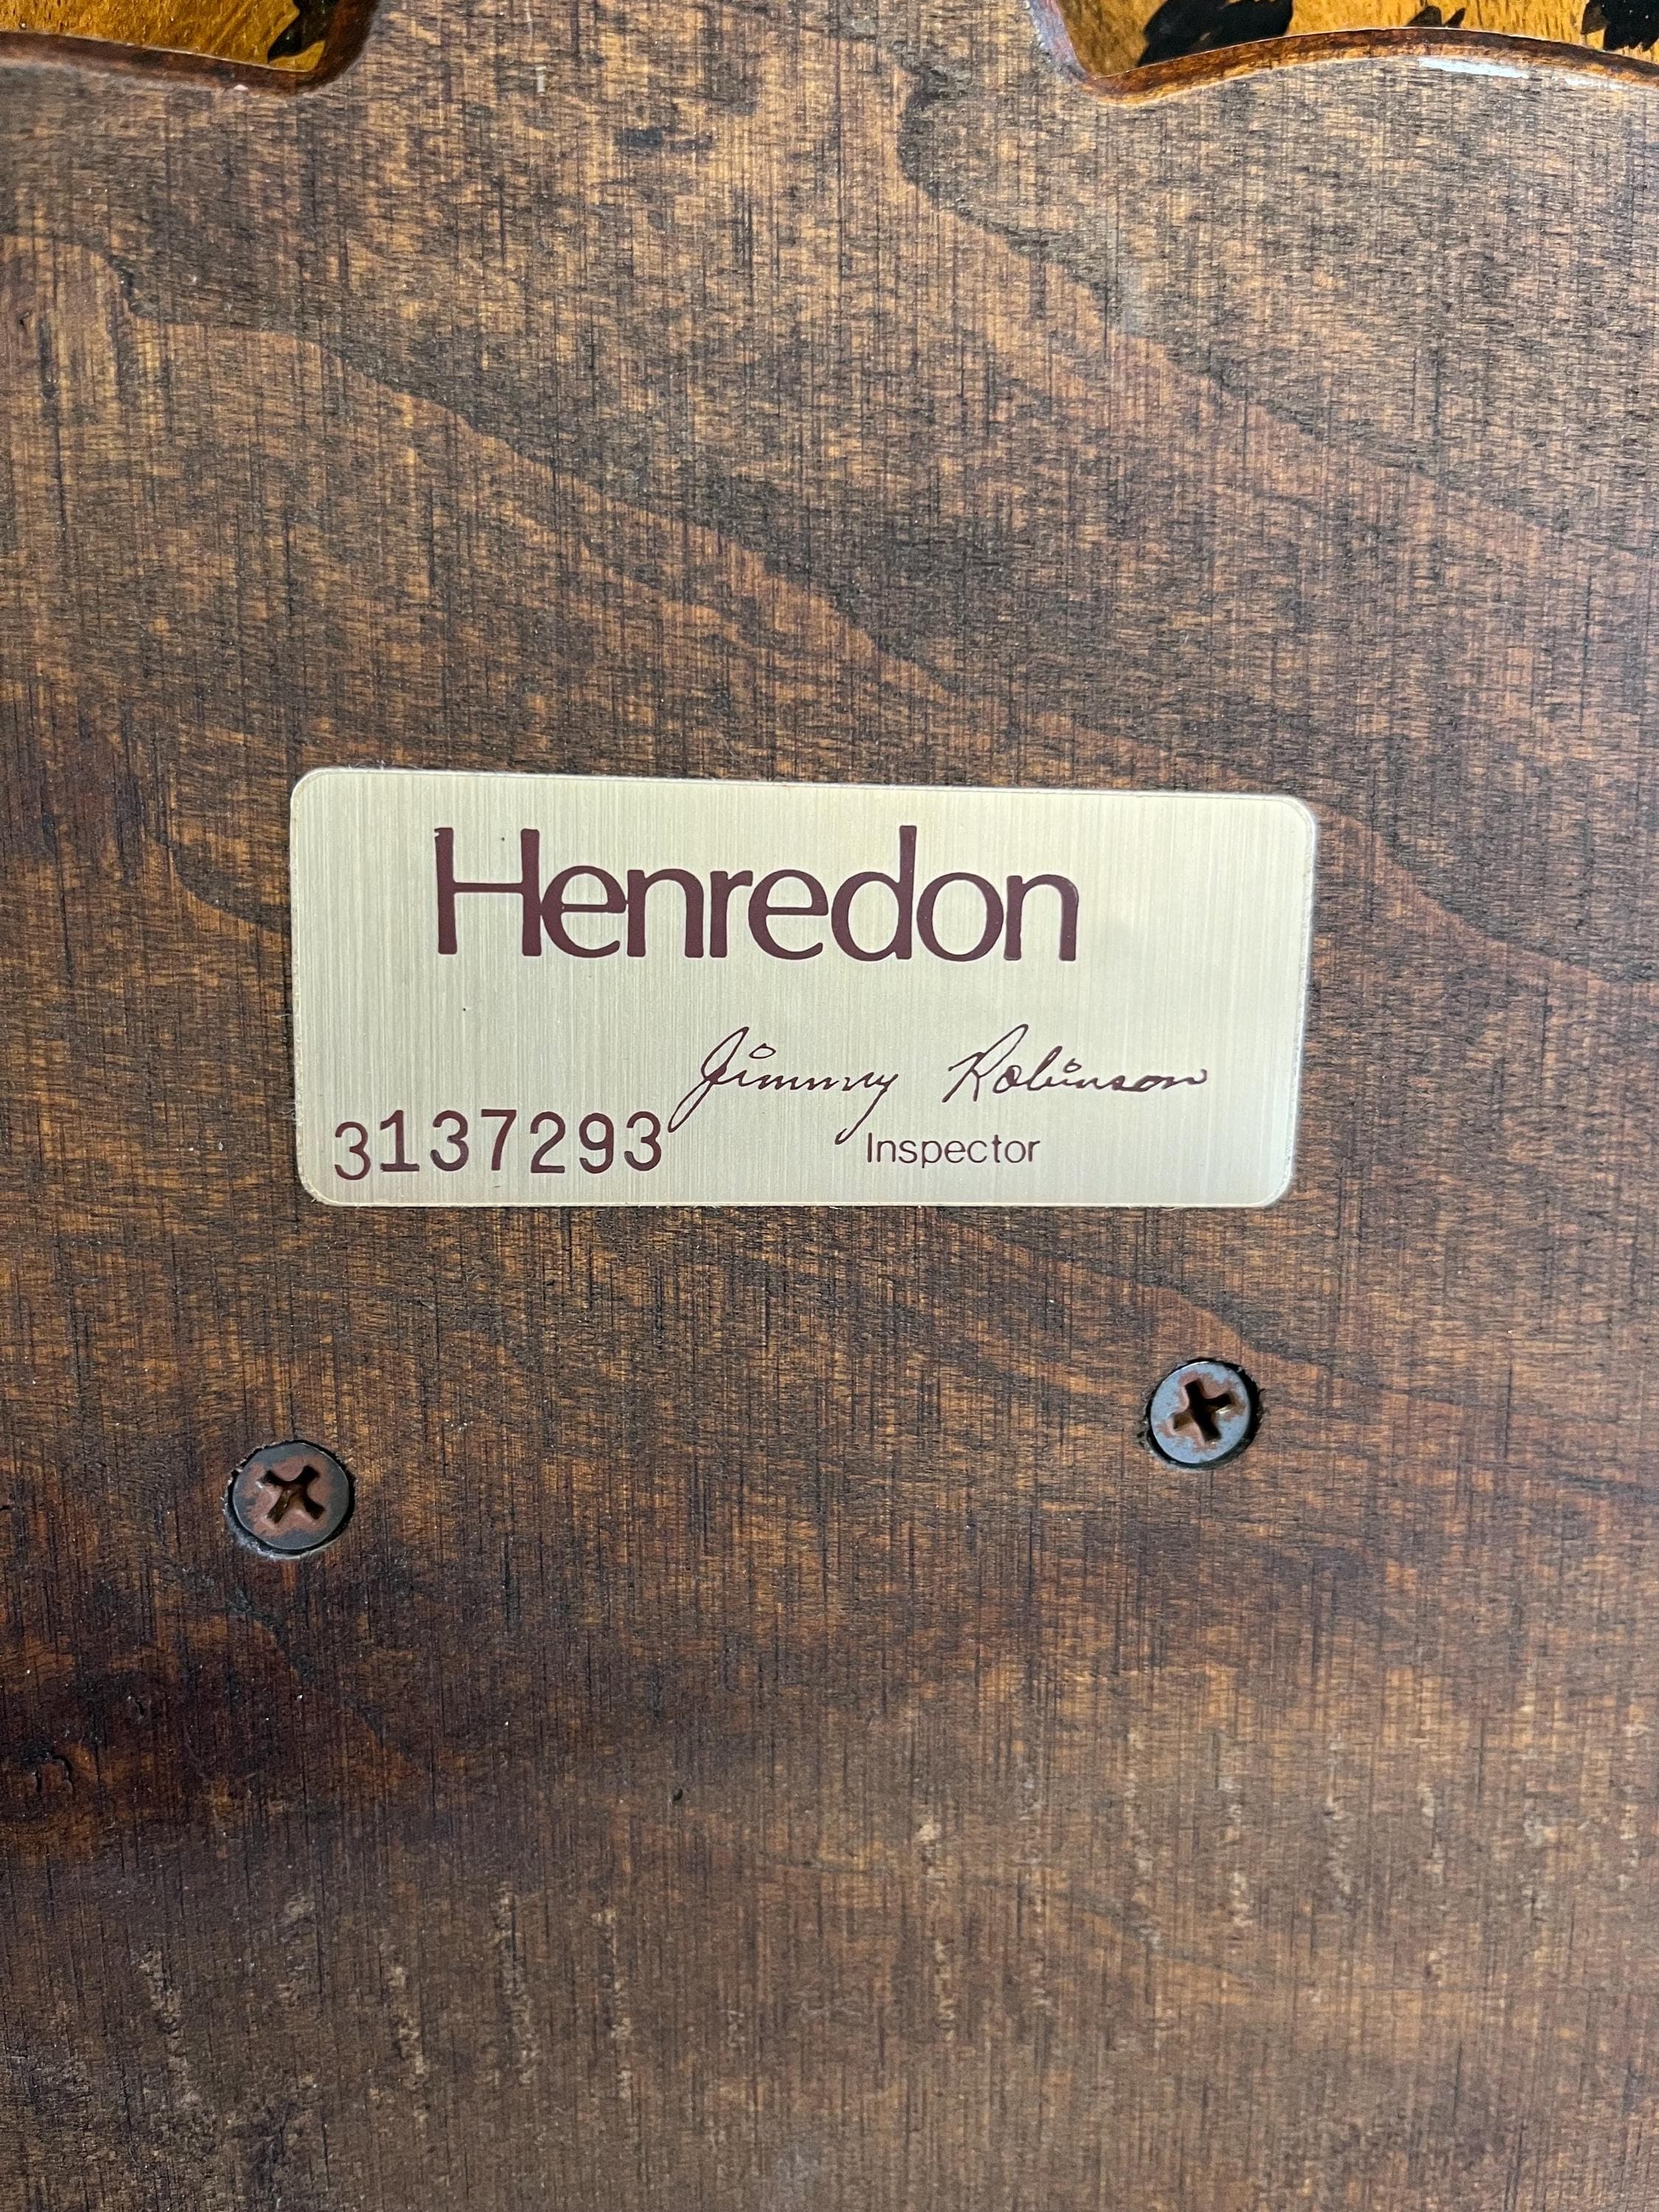 Henredon
Jimmy Robinson
3137293
Inspector